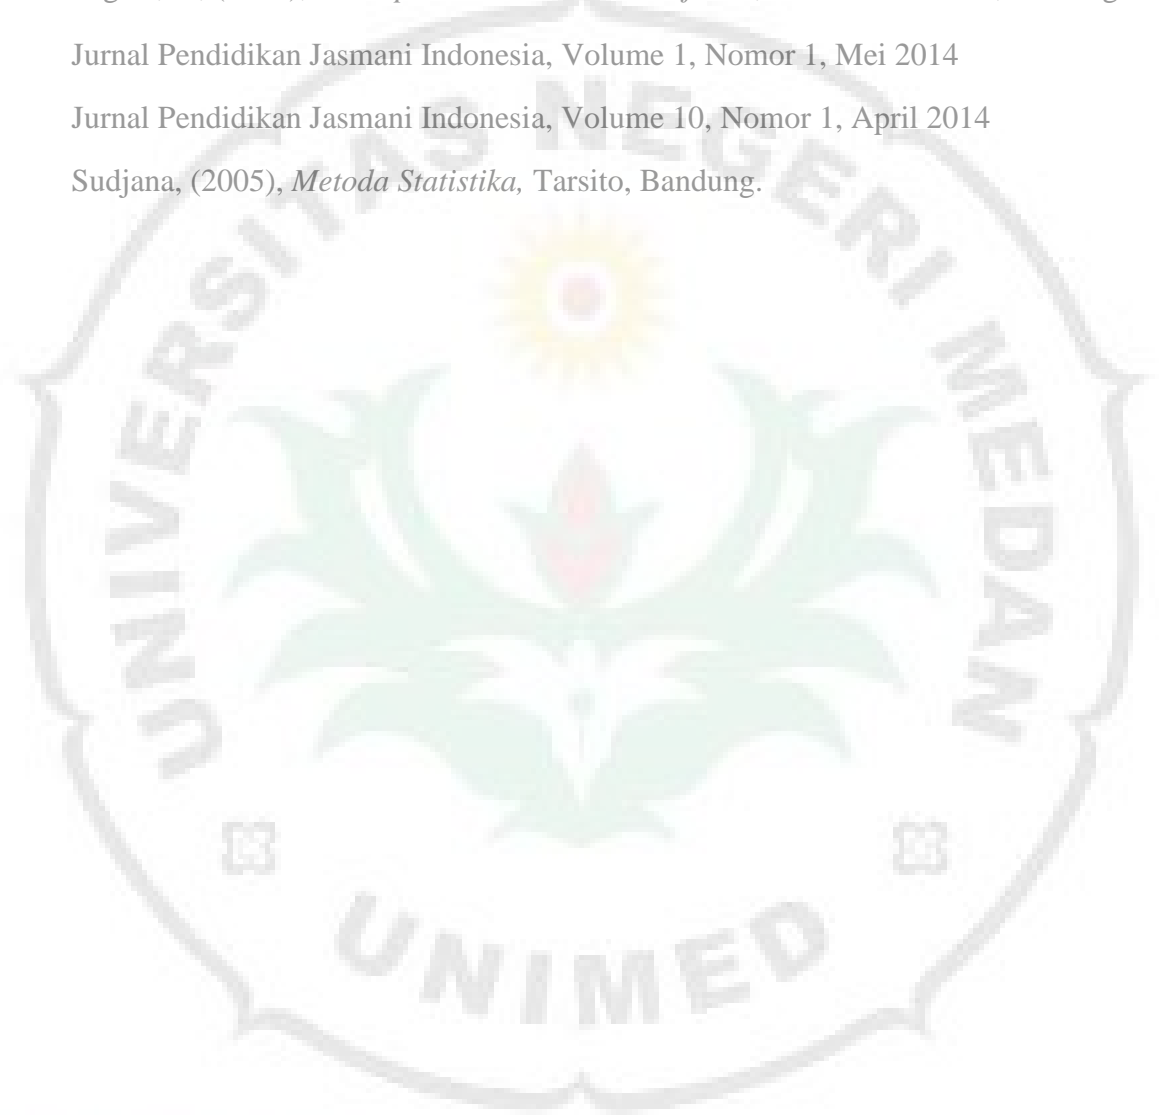 Jurnal Pendidikan Jasmani Indonesia, Volume 1, Nomor 1, Mei 2014
Jurnal Pendidikan Jasmani Indonesia, Volume 10, Nomor 1, April 2014
Sudjana, (2005), Metoda Statistika, Tarsito, Bandung.
UNIVERSITAS NEGERI MEDAN
UNIMED